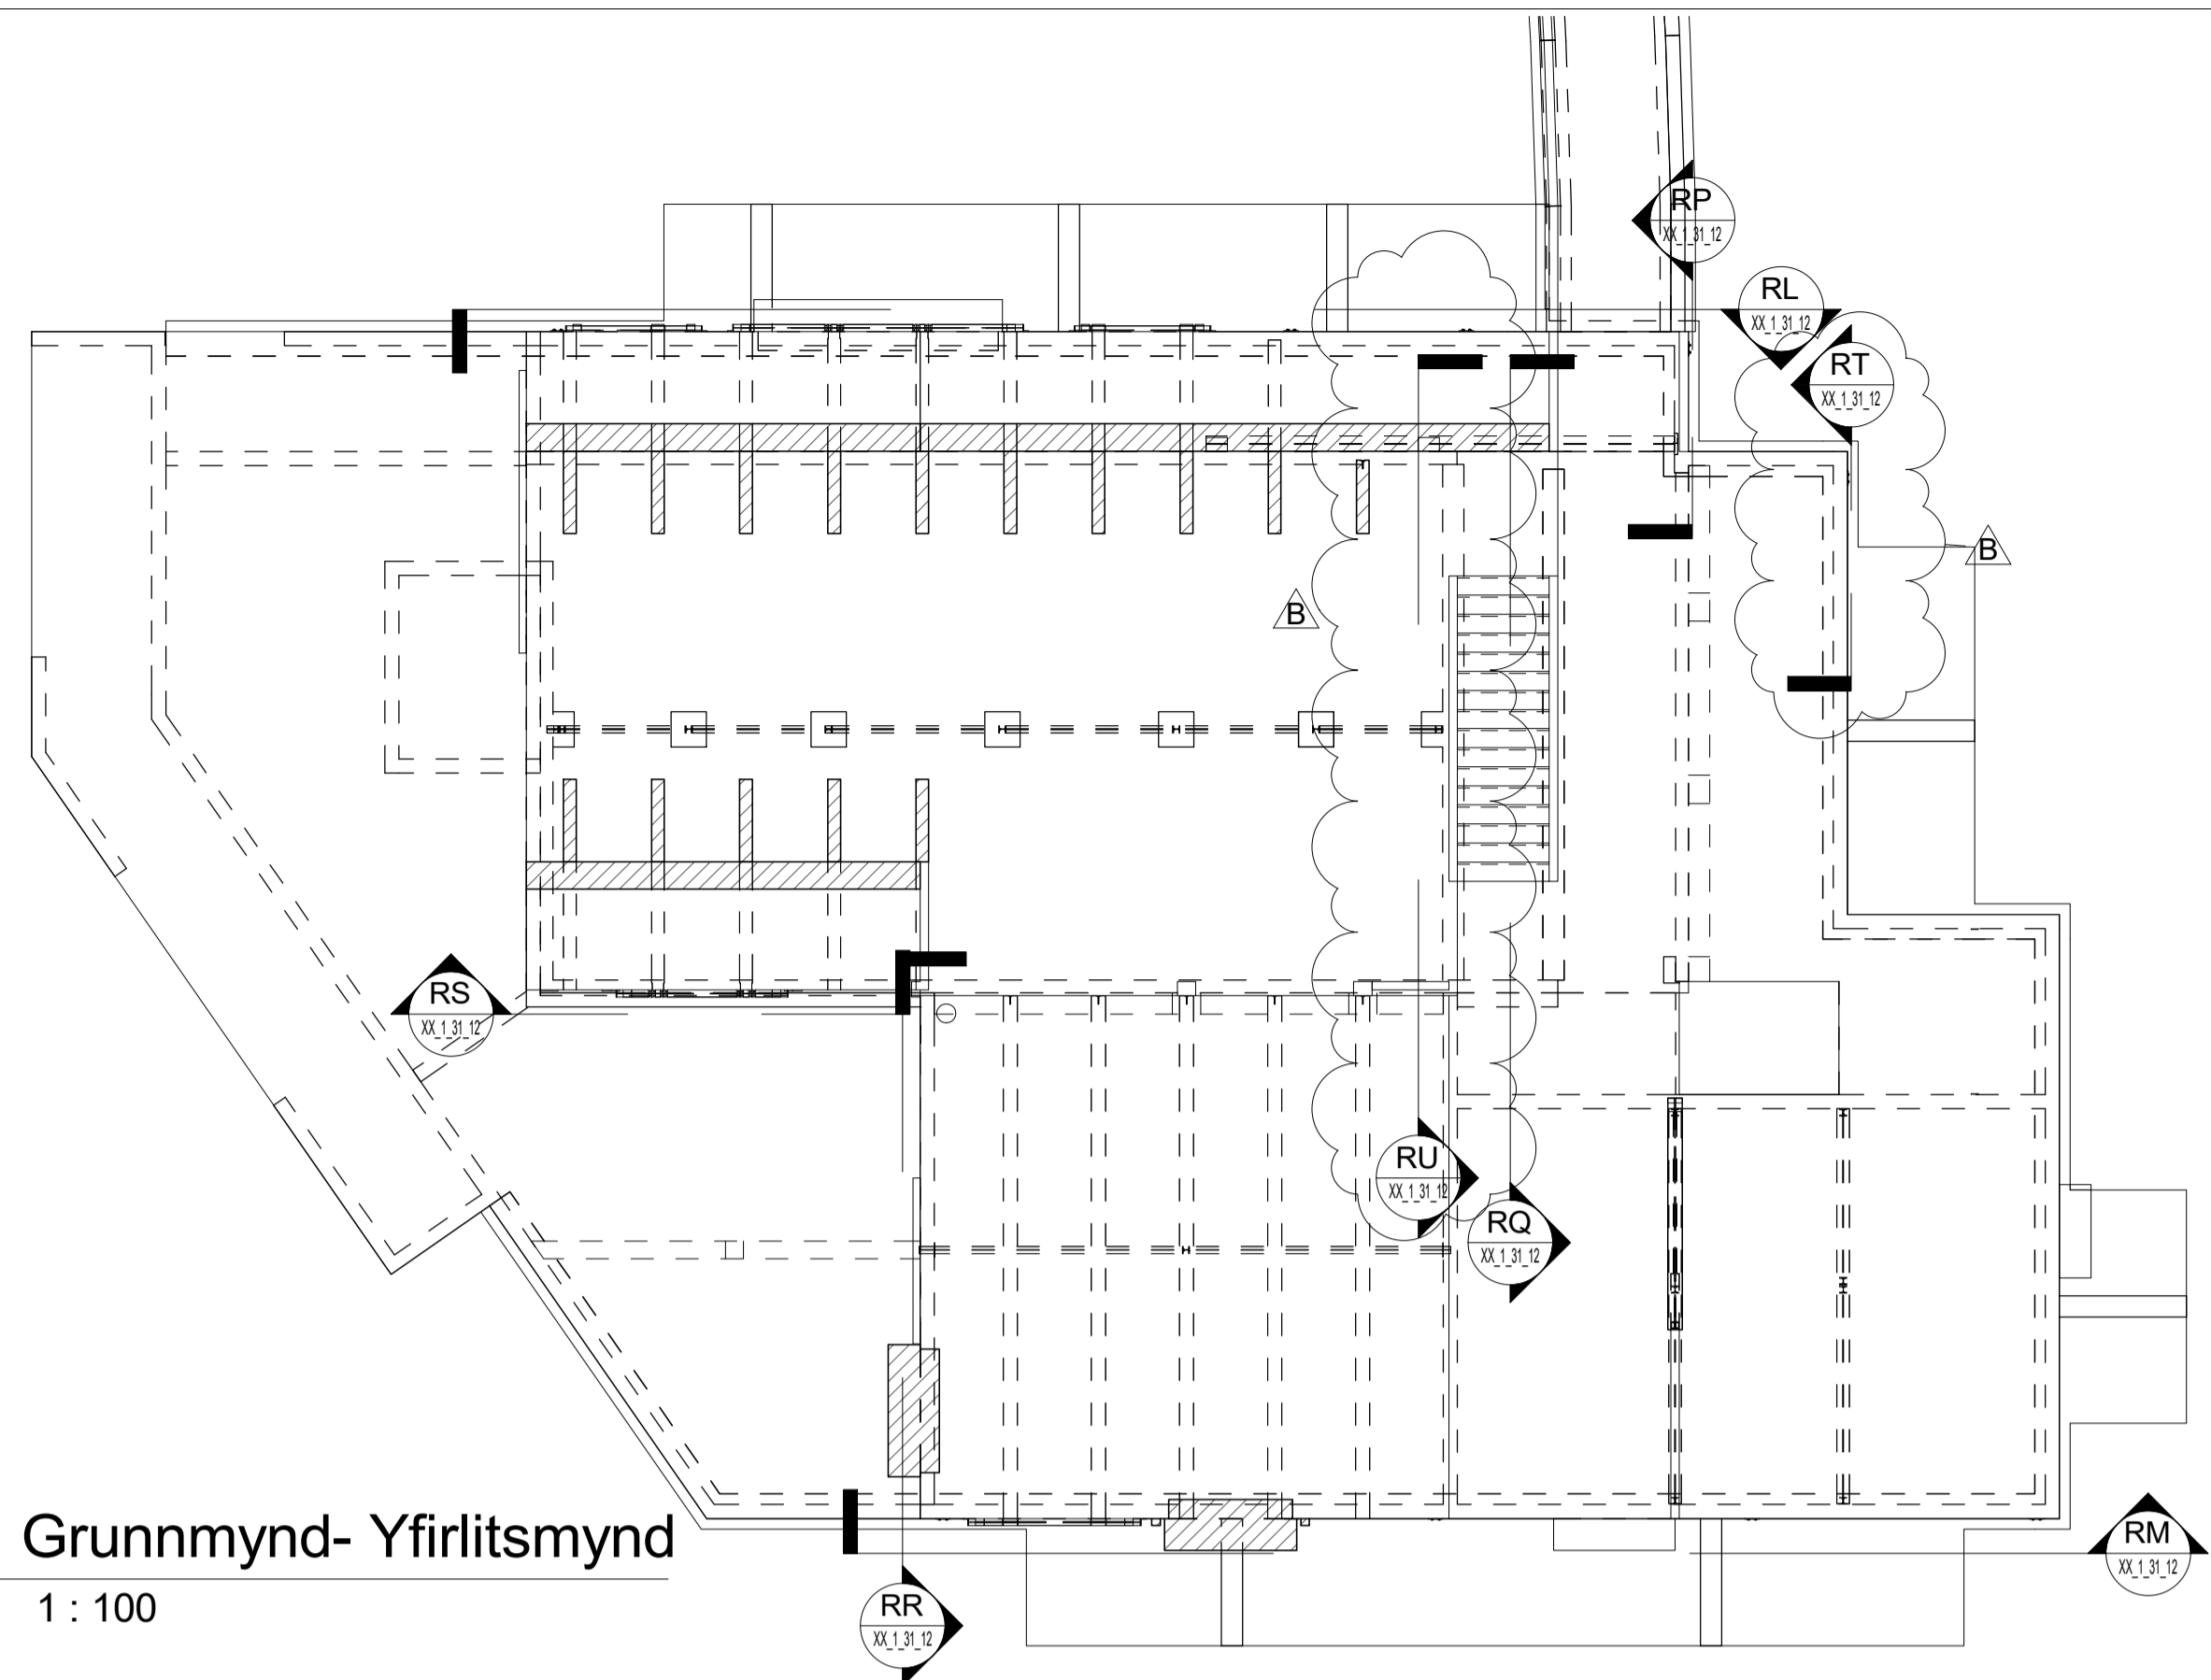 RP
XX_1_31_12
RL
XX_1_31_12
RT
XX_1_31_12
B
B
RS
XX_1_31_12
RU
XX_1_31_12
RQ
XX_1_31_12
Grunnmynd- Yfirlitsmynd
1 : 100
RM
XX_1_31_12
RR
XX_1_31_12